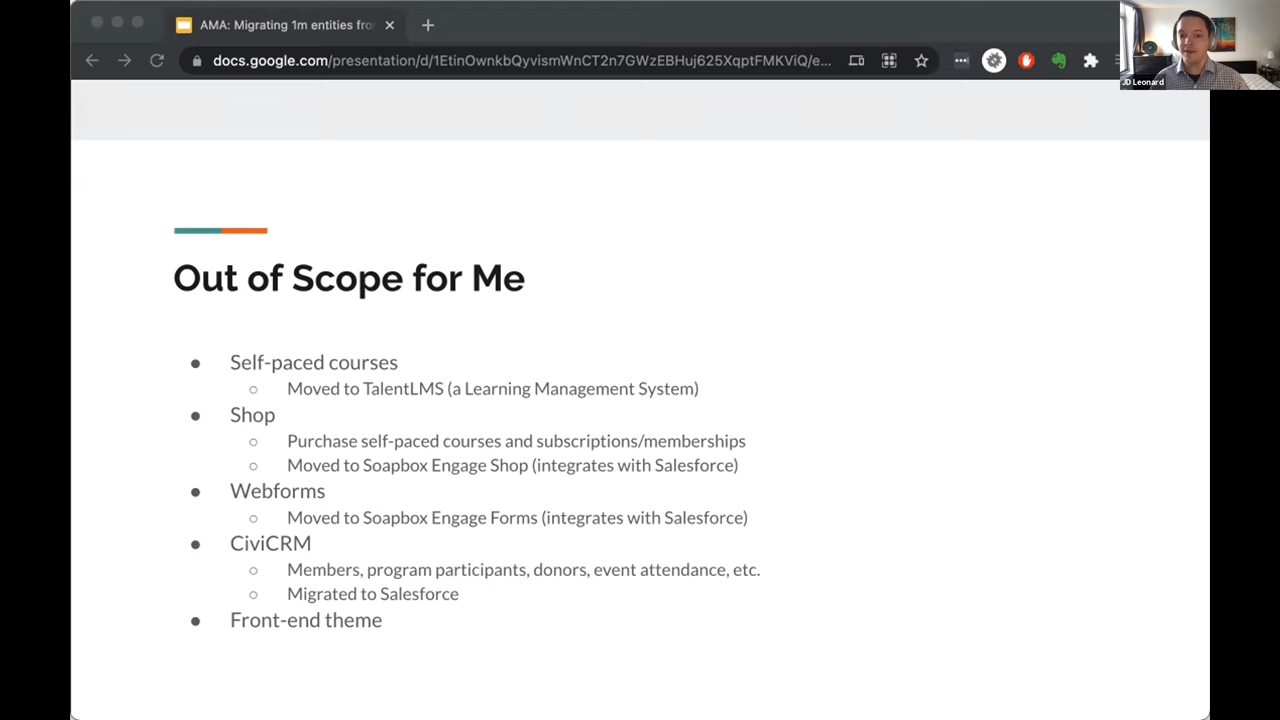 AMA: Migrating 1m entities fro
docs.google.com/presentation/d/1EtinOwnkbQyvismWnCT2n7GWzEBHuj625XqptFMKViQ/e...
JD Leonard
Out of Scope for Me
● Self-paced courses
○ Moved to TalentLMS (a Learning Management System)
● Shop
○ Purchase self-paced courses and subscriptions/memberships
○ Moved to Soapbox Engage Shop (integrates with Salesforce)
● Webforms
○ Moved to Soapbox Engage Forms (integrates with Salesforce)
● CiviCRM
○ Members, program participants, donors, event attendance, etc.
○ Migrated to Salesforce
● Front-end theme